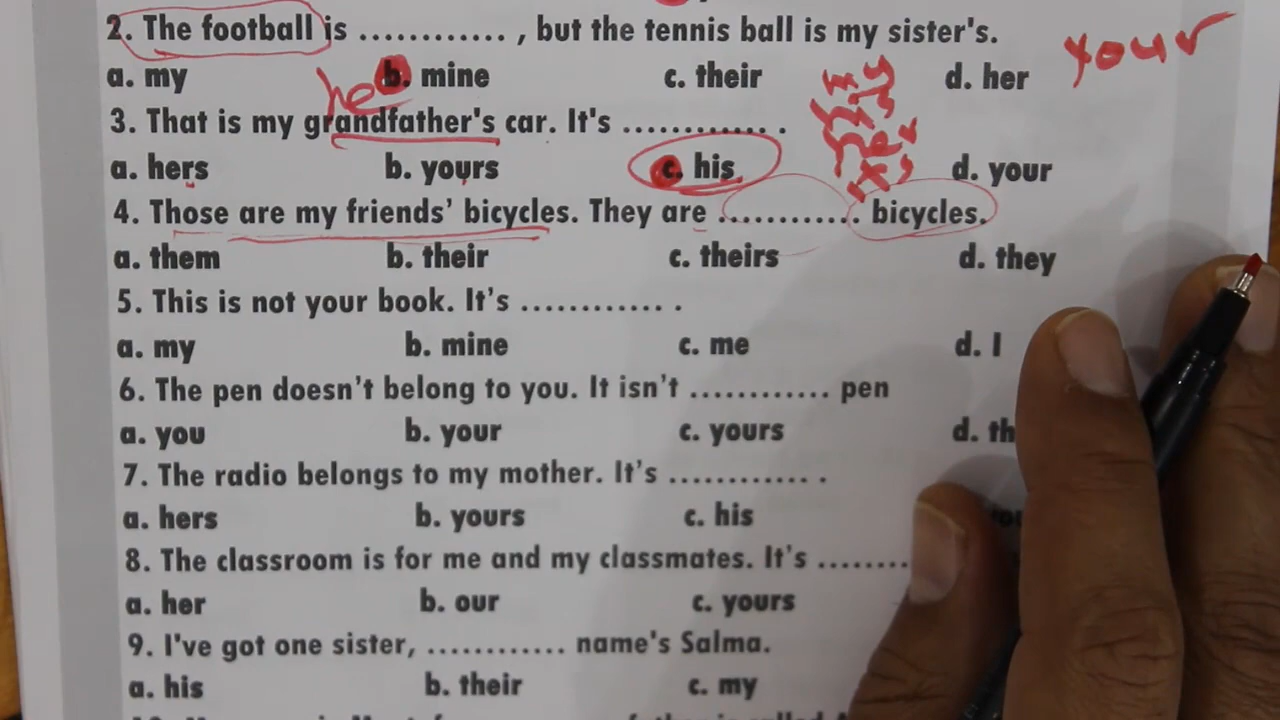 2. The football is ............ , but the tennis ball is my sister's.
your
a. my b. mine c. their d. her
he
3. That is my grandfather's car. It's ............ .
a. hers b. yours c. his d. your
4. Those are my friends' bicycles. They are ............ bicycles.
a. them b. their c. theirs d. they
5. This is not your book. It's ............ .
a. my b. mine c. me d. I
6. The pen doesn't belong to you. It isn't ............ pen
a. you b. your c. yours d. th
7. The radio belongs to my mother. It's ............ .
a. hers b. yours c. his
8. The classroom is for me and my classmates. It's ........
a. her b. our c. yours
9. I've got one sister, ............ name's Salma.
a. his b. their c. my